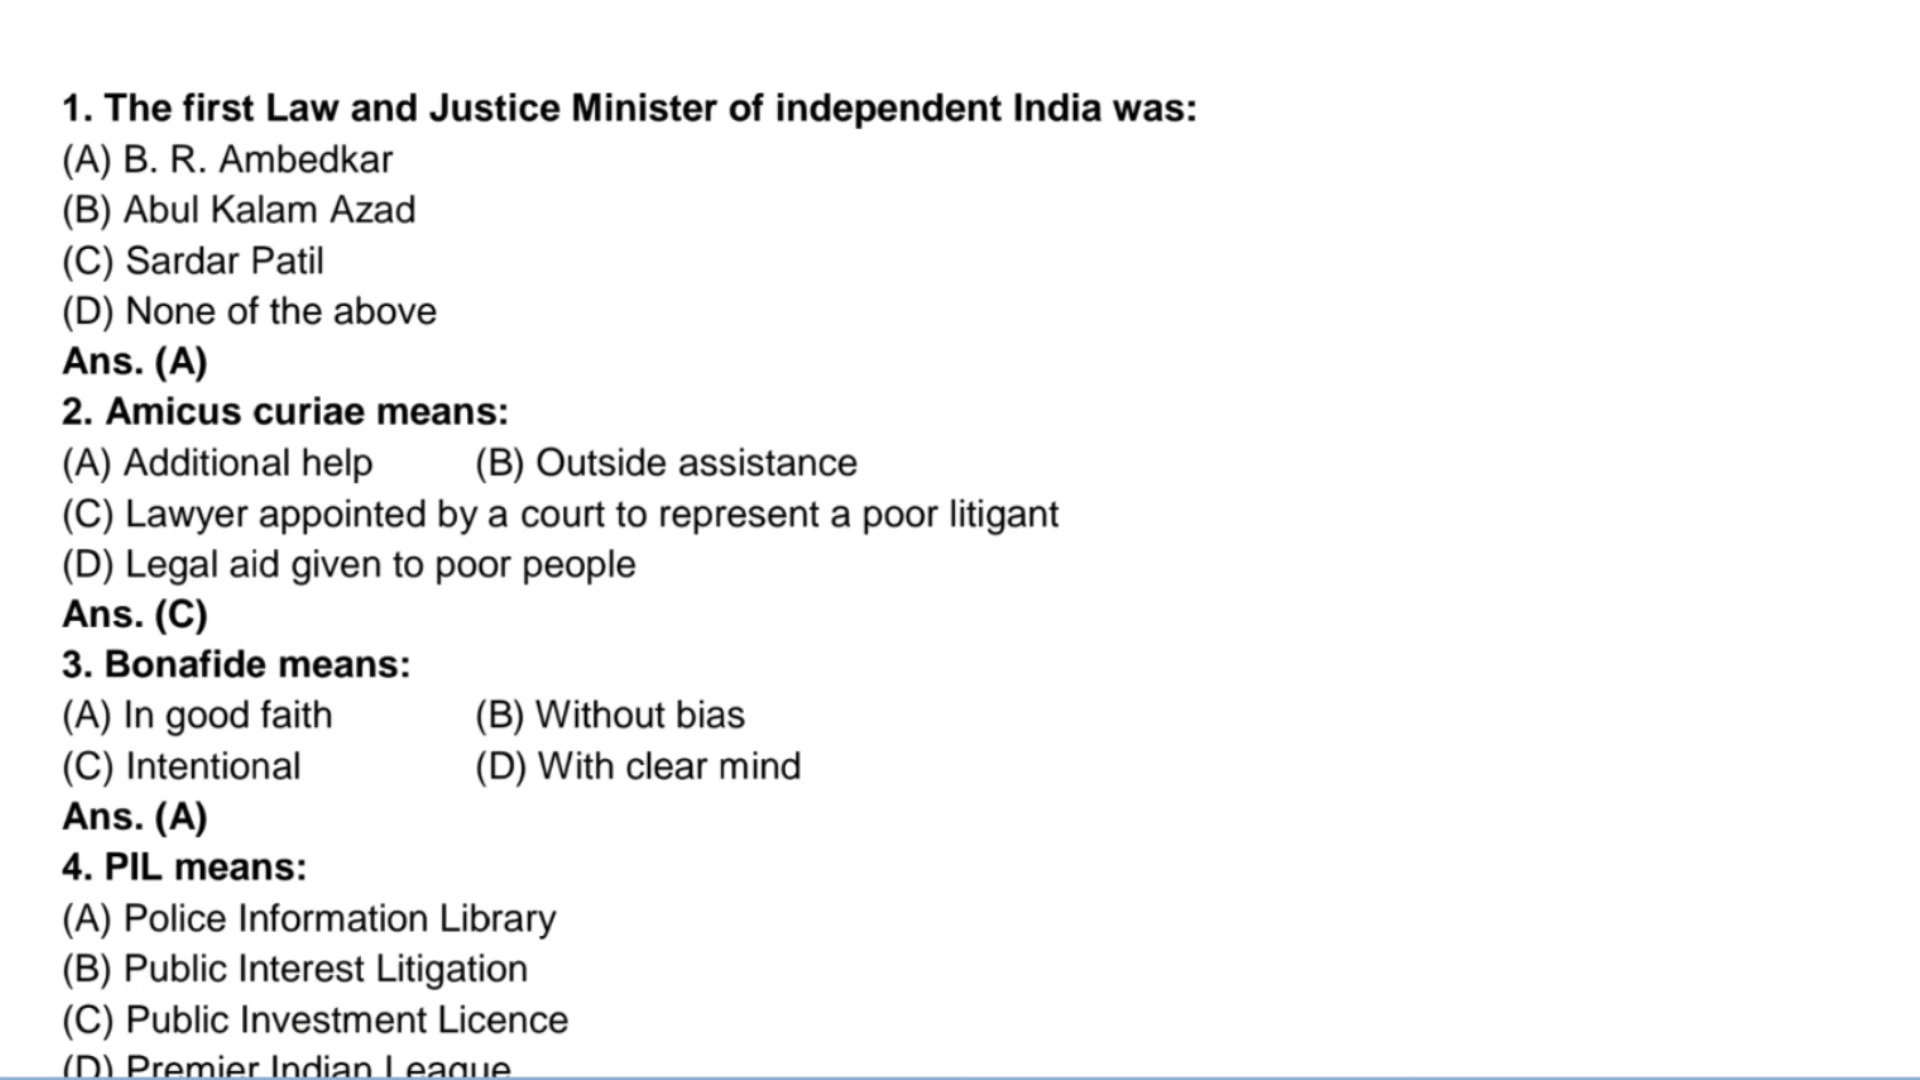 1. The first Law and Justice Minister of independent India was:
(A) B. R. Ambedkar
(B) Abul Kalam Azad
(C) Sardar Patil
(D) None of the above
Ans. (A)
2. Amicus curiae means:
(A) Additional help (B) Outside assistance
(C) Lawyer appointed by a court to represent a poor litigant
(D) Legal aid given to poor people
Ans. (C)
3. Bonafide means:
(A) In good faith (B) Without bias
(C) Intentional (D) With clear mind
Ans. (A)
4. PIL means:
(A) Police Information Library
(B) Public Interest Litigation
(C) Public Investment Licence
(D) Premier Indian League